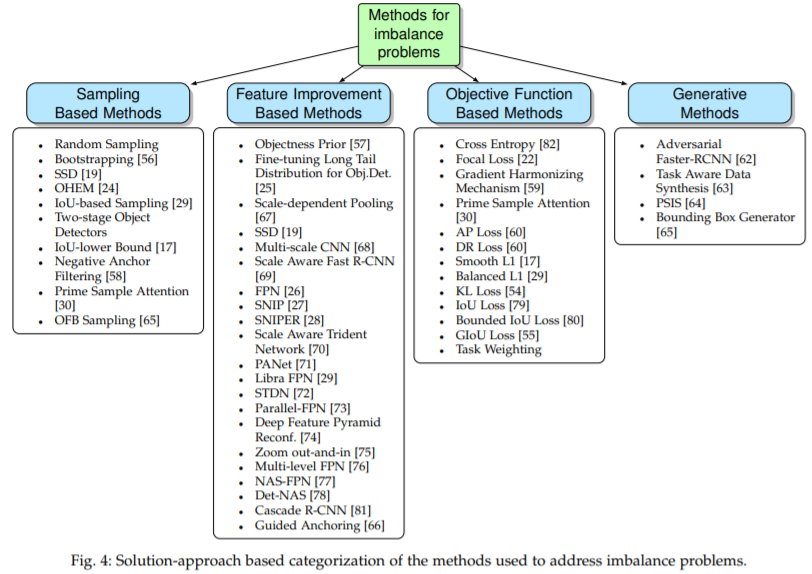 Methods for
imbalance
problems
Sampling
Based Methods
• Random Sampling
• Bootstrapping [56]
• SSD [19]
• OHEM [24]
• IoU-based Sampling [29]
• Two-stage Object
Detectors
• IoU-lower Bound [17]
• Negative Anchor
Filtering [58]
• Prime Sample Attention
[30]
• OFB Sampling [65]
Feature Improvement
Based Methods
• Objectness Prior [57]
• Fine-tuning Long Tail
Distribution for Obj.Det.
[25]
• Scale-dependent Pooling
[67]
• SSD [19]
• Multi-scale CNN [68]
• Scale Aware Fast R-CNN
[69]
• FPN [26]
• SNIP [27]
• SNIPER [28]
• Scale Aware Trident
Network [70]
• PANet [71]
• Libra FPN [29]
• STDN [72]
• Parallel-FPN [73]
• Deep Feature Pyramid
Reconf. [74]
• Zoom out-and-in [75]
• Multi-level FPN [76]
• NAS-FPN [77]
• Det-NAS [78]
• Cascade R-CNN [81]
• Guided Anchoring [66]
Objective Function
Based Methods
• Cross Entropy [82]
• Focal Loss [22]
• Gradient Harmonizing
Mechanism [59]
• Prime Sample Attention
[30]
• AP Loss [60]
• DR Loss [60]
• Smooth L1 [17]
• Balanced L1 [29]
• KL Loss [54]
• IoU Loss [79]
• Bounded IoU Loss [80]
• GIoU Loss [55]
• Task Weighting
Generative
Methods
• Adversarial
Faster-RCNN [62]
• Task Aware Data
Synthesis [63]
• PSIS [64]
• Bounding Box Generator
[65]
Fig. 4: Solution-approach based categorization of the methods used to address imbalance problems.